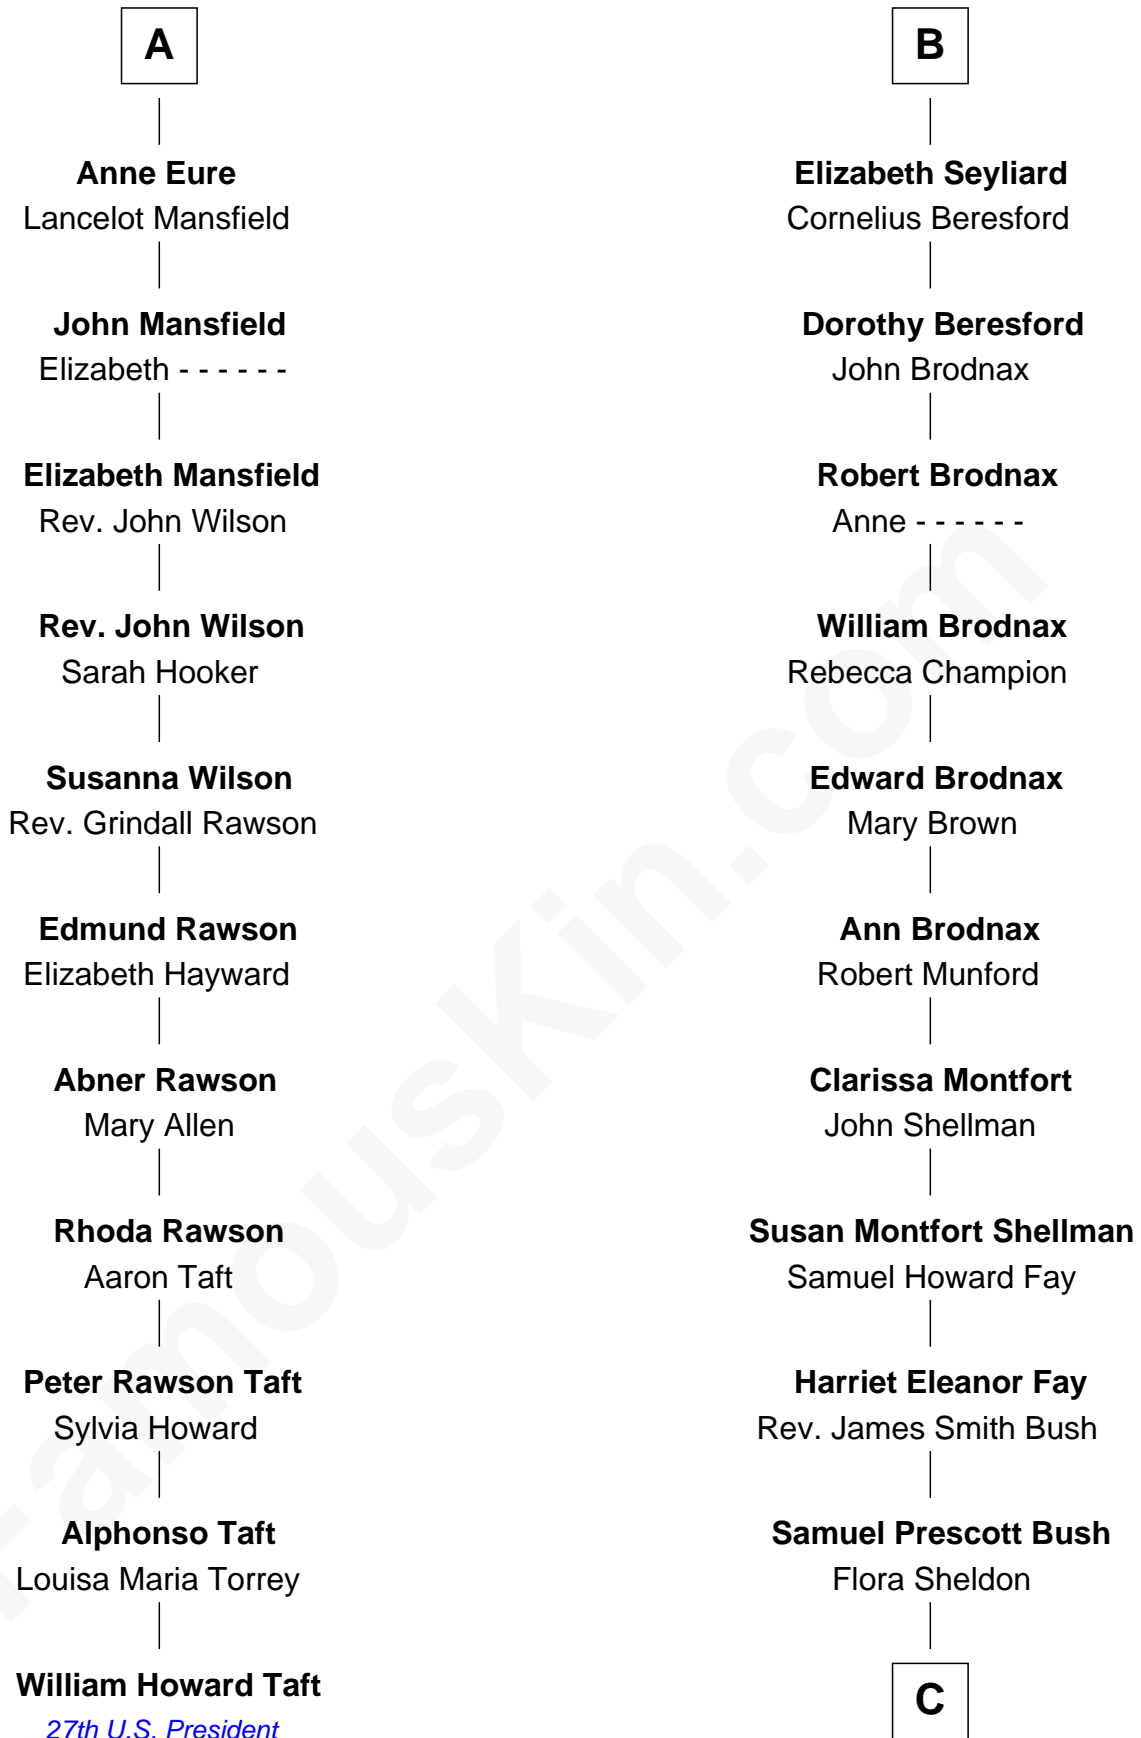 A
Anne Eure
Lancelot Mansfield
John Mansfield
Elizabeth - - - - - -
Elizabeth Mansfield
Rev. John Wilson
Rev. John Wilson
Sarah Hooker
Susanna Wilson
Rev. Grindall Rawson
Edmund Rawson
Elizabeth Hayward
Abner Rawson
Mary Allen
Rhoda Rawson
Aaron Taft
Peter Rawson Taft
Sylvia Howard
Alphonso Taft
Louisa Maria Torrey
William Howard Taft
27th U.S. President
B
Elizabeth Seyliard
Cornelius Beresford
Dorothy Beresford
John Brodnax
Robert Brodnax
Anne - - - - - -
William Brodnax
Rebecca Champion
Edward Brodnax
Mary Brown
Ann Brodnax
Robert Munford
Clarissa Montfort
John Shellman
Susan Montfort Shellman
Samuel Howard Fay
Harriet Eleanor Fay
Rev. James Smith Bush
Samuel Prescott Bush
Flora Sheldon
C
FamousKin.com